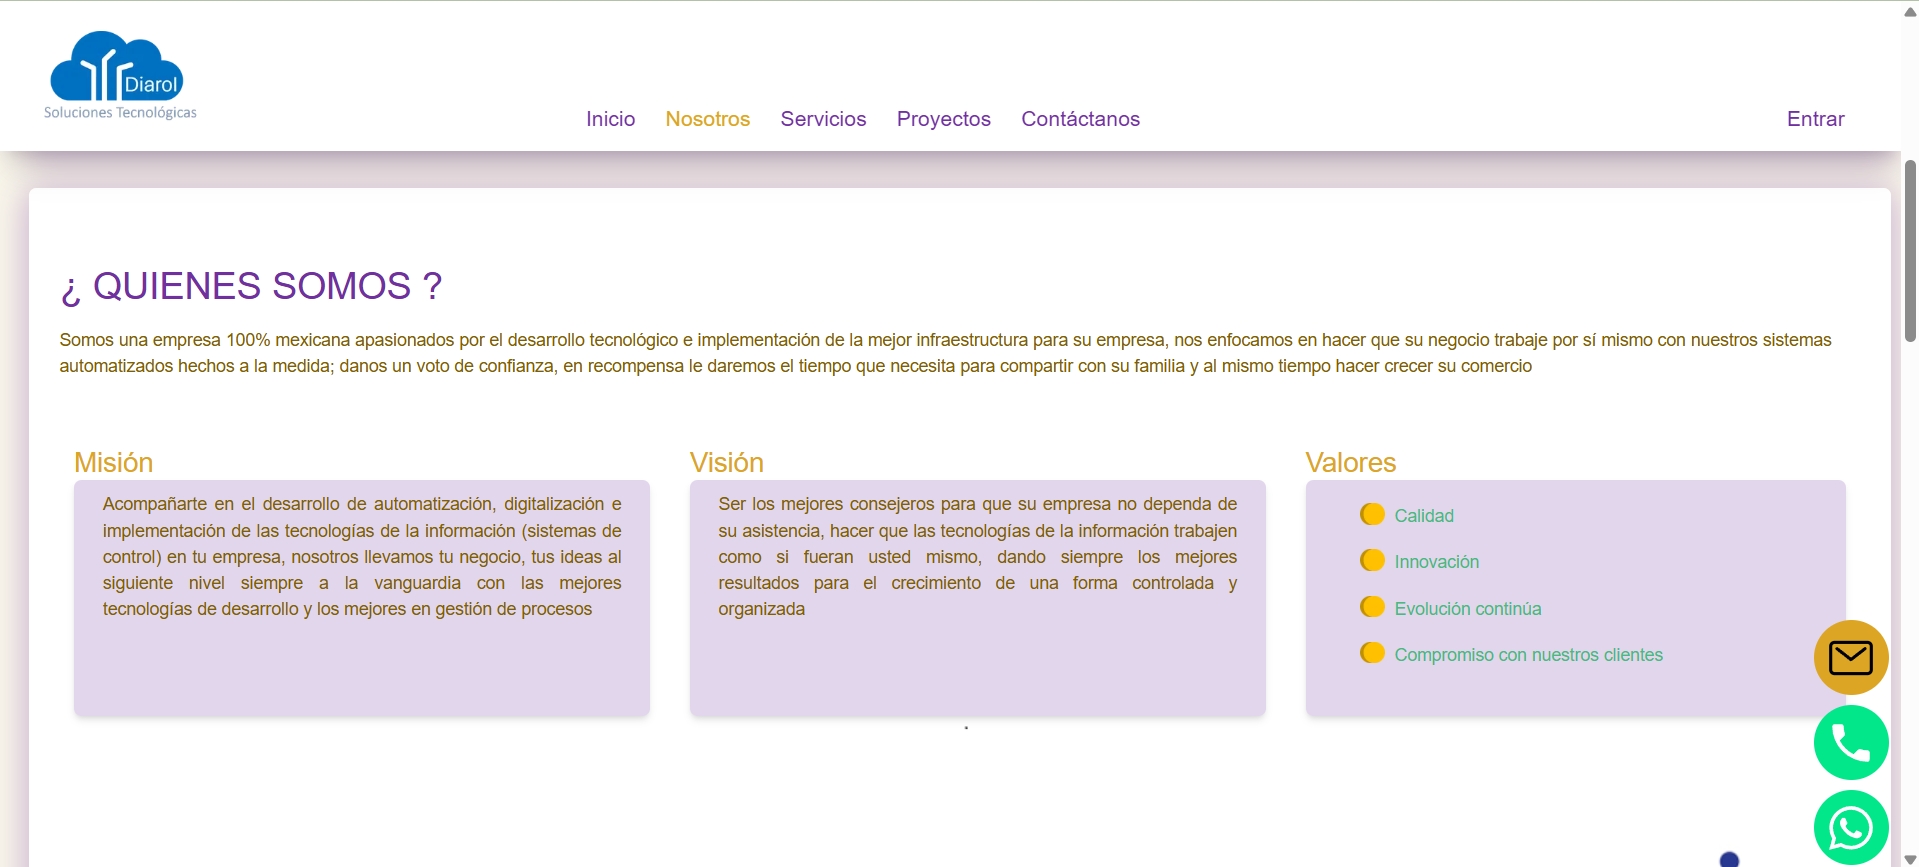 Diarol
Soluciones Tecnológicas
Inicio Nosotros Servicios Proyectos Contáctanos Entrar
¿ QUIENES SOMOS ?
Somos una empresa 100% mexicana apasionados por el desarrollo tecnológico e implementación de la mejor infraestructura para su empresa, nos enfocamos en hacer que su negocio trabaje por sí mismo con nuestros sistemas
automatizados hechos a la medida; danos un voto de confianza, en recompensa le daremos el tiempo que necesita para compartir con su familia y al mismo tiempo hacer crecer su comercio
Misión
Acompañarte en el desarrollo de automatización, digitalización e
implementación de las tecnologías de la información (sistemas de
control) en tu empresa, nosotros llevamos tu negocio, tus ideas al
siguiente nivel siempre a la vanguardia con las mejores
tecnologías de desarrollo y los mejores en gestión de procesos
Visión
Ser los mejores consejeros para que su empresa no dependa de
su asistencia, hacer que las tecnologías de la información trabajen
como si fueran usted mismo, dando siempre los mejores
resultados para el crecimiento de una forma controlada y
organizada
Valores
Calidad
Innovación
Evolución continúa
Compromiso con nuestros clientes
.